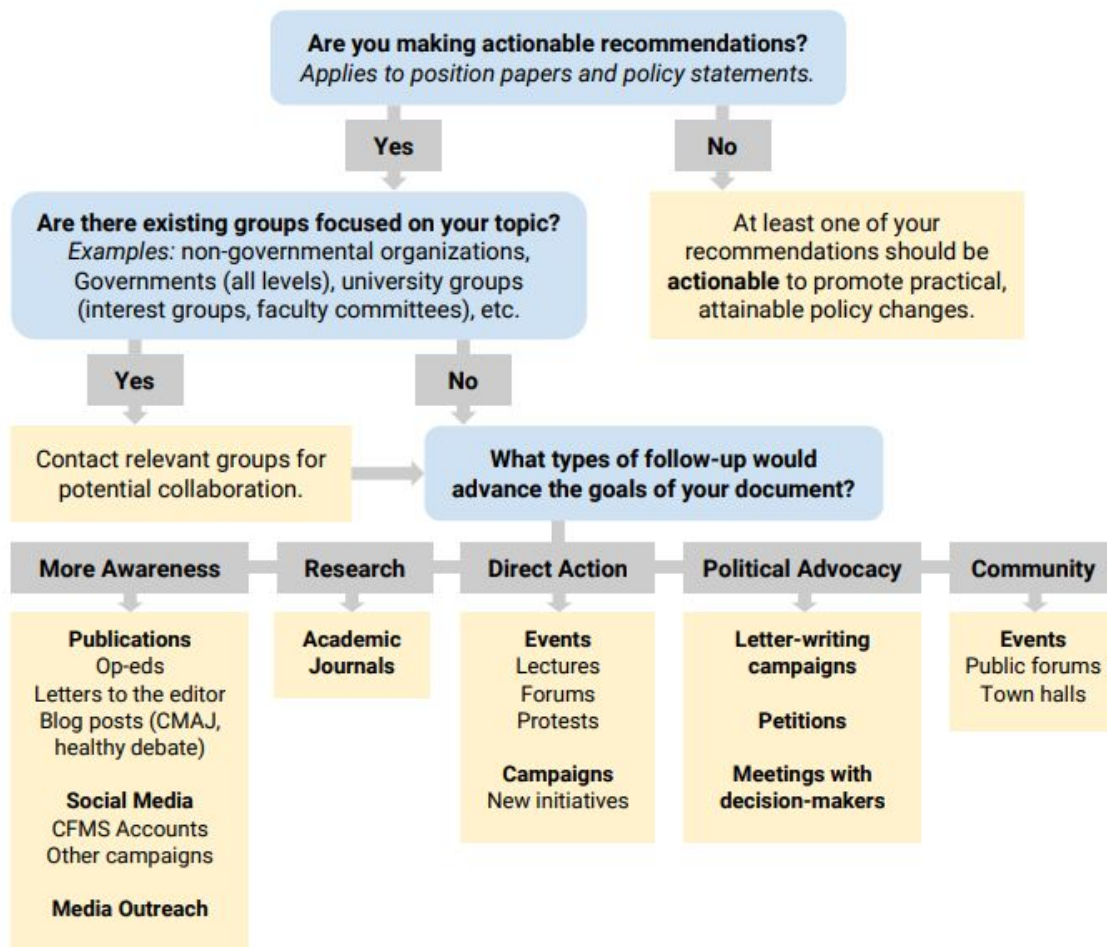 Are you making actionable recommendations?
Applies to position papers and policy statements.
Yes
No
Are there existing groups focused on your topic?
Examples: non-governmental organizations,
Governments (all levels), university groups
(interest groups, faculty committees), etc.
At least one of your
recommendations should be
actionable to promote practical,
attainable policy changes.
Yes
No
Contact relevant groups for
potential collaboration.
What types of follow-up would
advance the goals of your document?
More Awareness
Research
Direct Action
Political Advocacy
Community
Publications
Op-eds
Letters to the editor
Blog posts (CMAJ,
healthy debate)
Social Media
CFMS Accounts
Other campaigns
Media Outreach
Academic
Journals
Events
Lectures
Forums
Protests
Campaigns
New initiatives
Letter-writing
campaigns
Petitions
Meetings with
decision-makers
Events
Public forums
Town halls